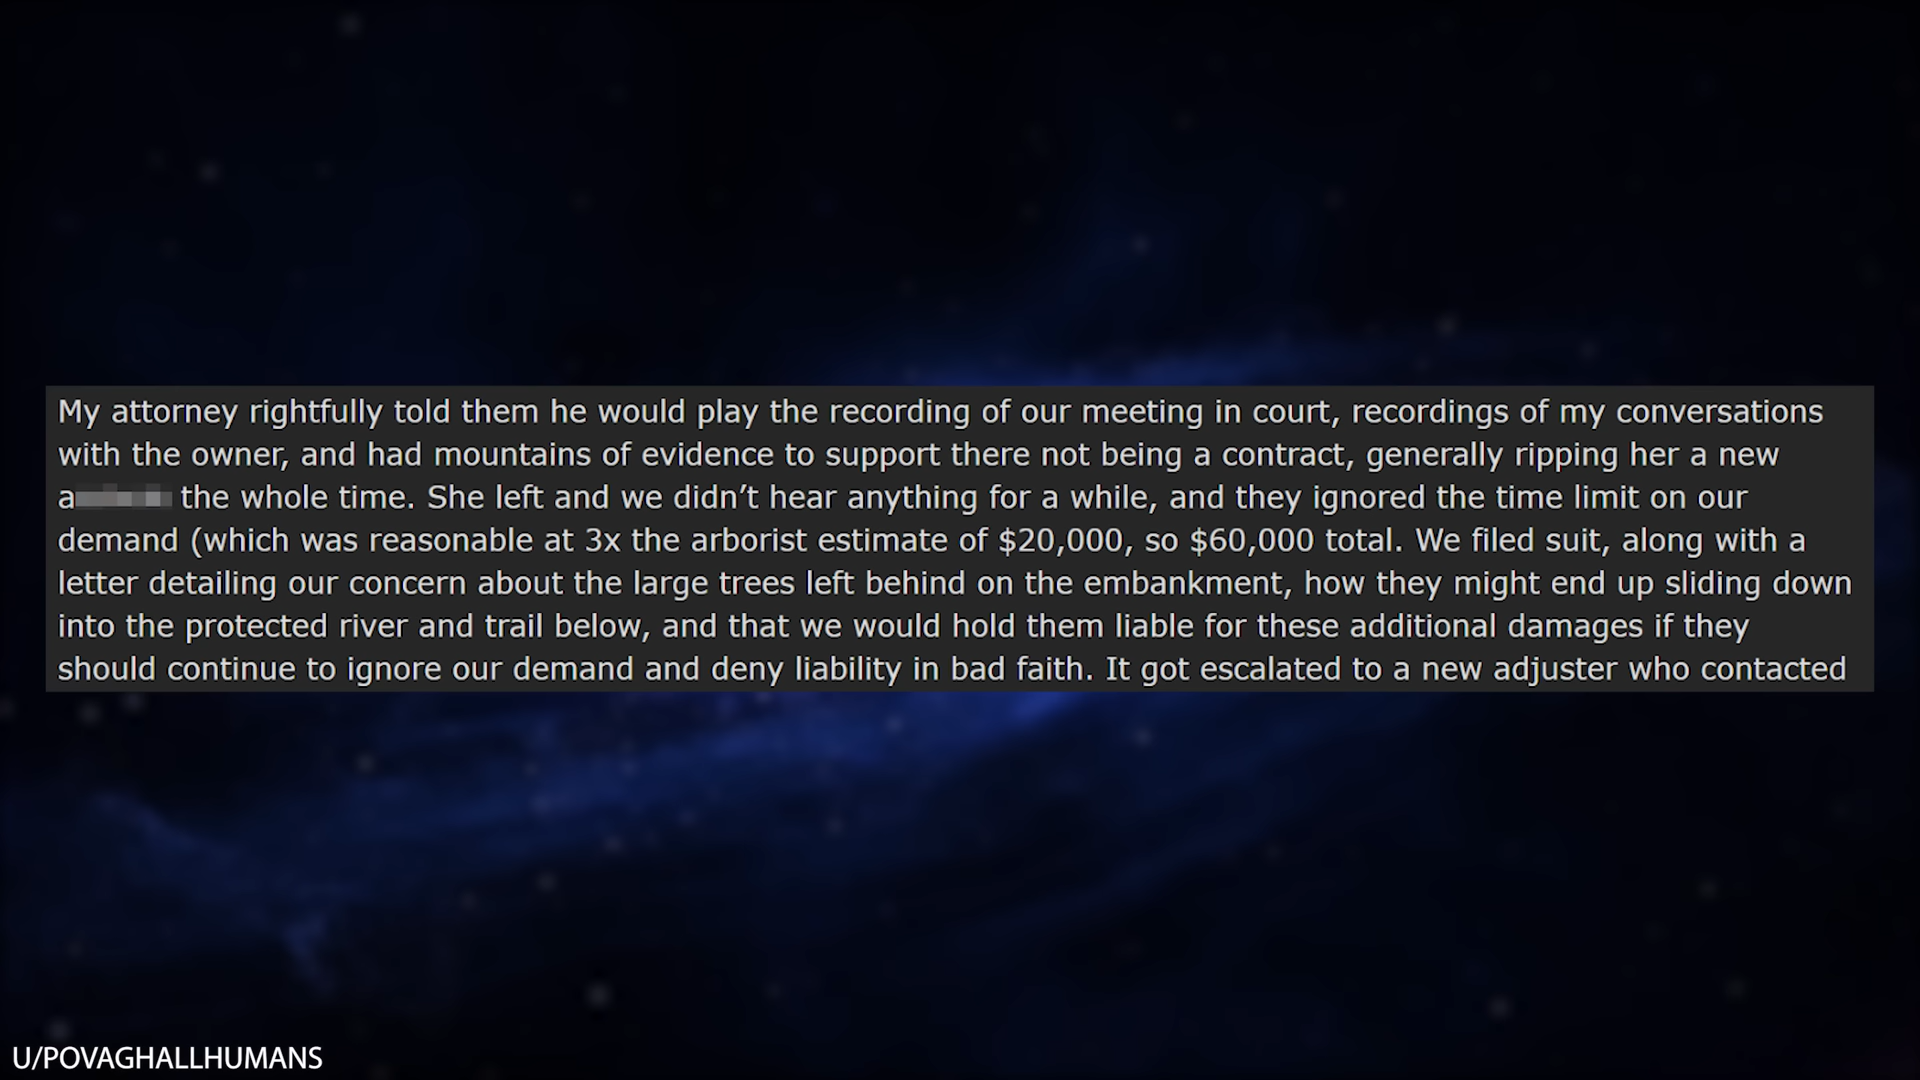 My attorney rightfully told them he would play the recording of our meeting in court, recordings of my conversations
with the owner, and had mountains of evidence to support there not being a contract, generally ripping her a new
a the whole time. She left and we didn’t hear anything for a while, and they ignored the time limit on our
demand (which was reasonable at 3x the arborist estimate of $20,000, so $60,000 total. We filed suit, along with a
letter detailing our concern about the large trees left behind on the embankment, how they might end up sliding down
into the protected river and trail below, and that we would hold them liable for these additional damages if they
should continue to ignore our demand and deny liability in bad faith. It got escalated to a new adjuster who contacted
U/POVAGHALLHUMANS